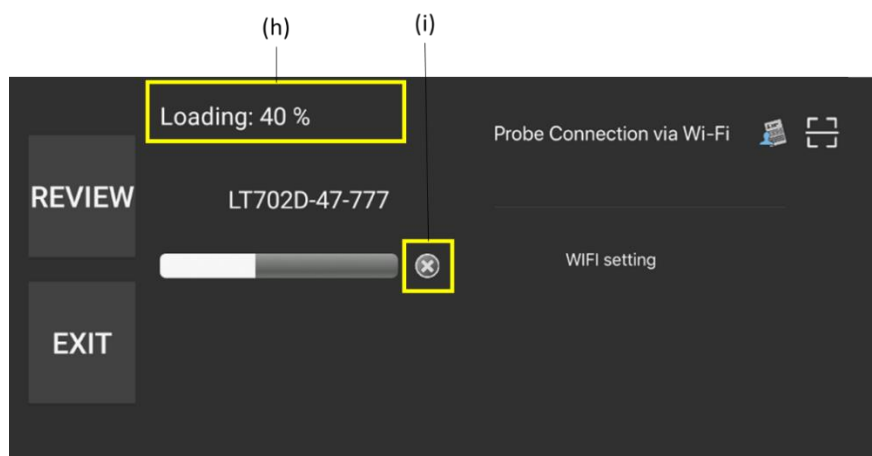 (h)
(i)
Loading: 40 %
Probe Connection via Wi-Fi
REVIEW
LT702D-47-777
WIFI setting
EXIT